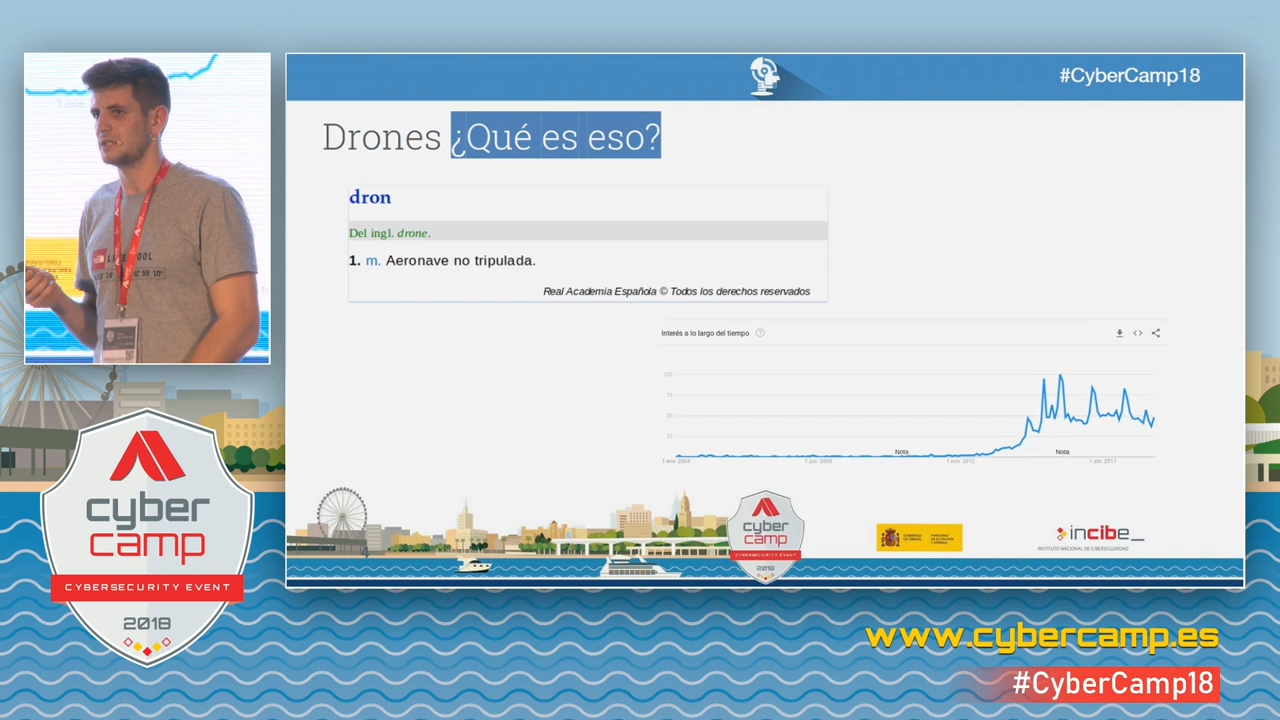 #CyberCamp18
Drones ¿Qué es eso?
dron
Del ingl. drone.
1. m. Aeronave no tripulada.
Real Academia Española © Todos los derechos reservados
Interés a lo largo del tiempo
100
75
50
25
Nota
Nota
1 ene 2004
1 jun 2008
1 nov 2012
1 abr 2017
cyber
camp
CYBERSECURITY EVENT
2018
incibe_
INSTITUTO NACIONAL DE CIBERSEGURIDAD
cyber
camp
CYBERSECURITY EVENT
2018
www.cybercamp.es
#CyberCamp18